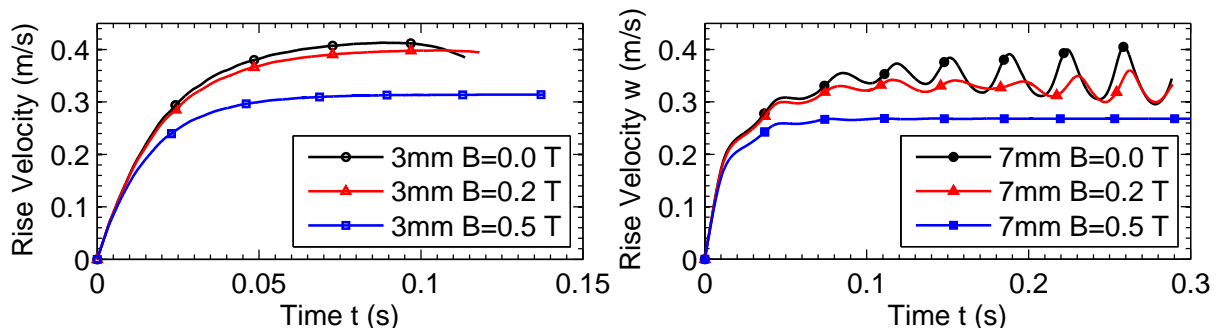 Rise Velocity (m/s)
0.4
0.3
0.2
0.1
0
3mm B=0.0 T
3mm B=0.2 T
3mm B=0.5 T
0
0.05
0.1
0.15
Time t (s)
Rise Velocity w (m/s)
0.4
0.3
0.2
0.1
0
7mm B=0.0 T
7mm B=0.2 T
7mm B=0.5 T
0
0.1
0.2
0.3
Time t (s)